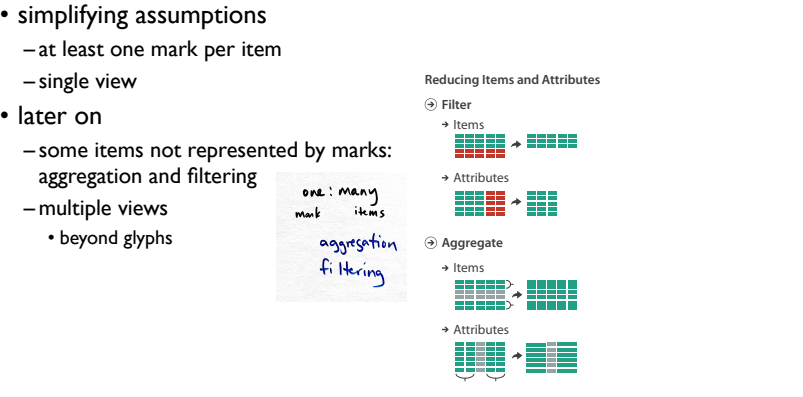 • simplifying assumptions
– at least one mark per item
– single view
• later on
– some items not represented by marks:
aggregation and filtering
– multiple views
• beyond glyphs
one : many
mark items
aggregation
filtering
Reducing Items and Attributes
Filter
Items
Attributes
Aggregate
Items
Attributes